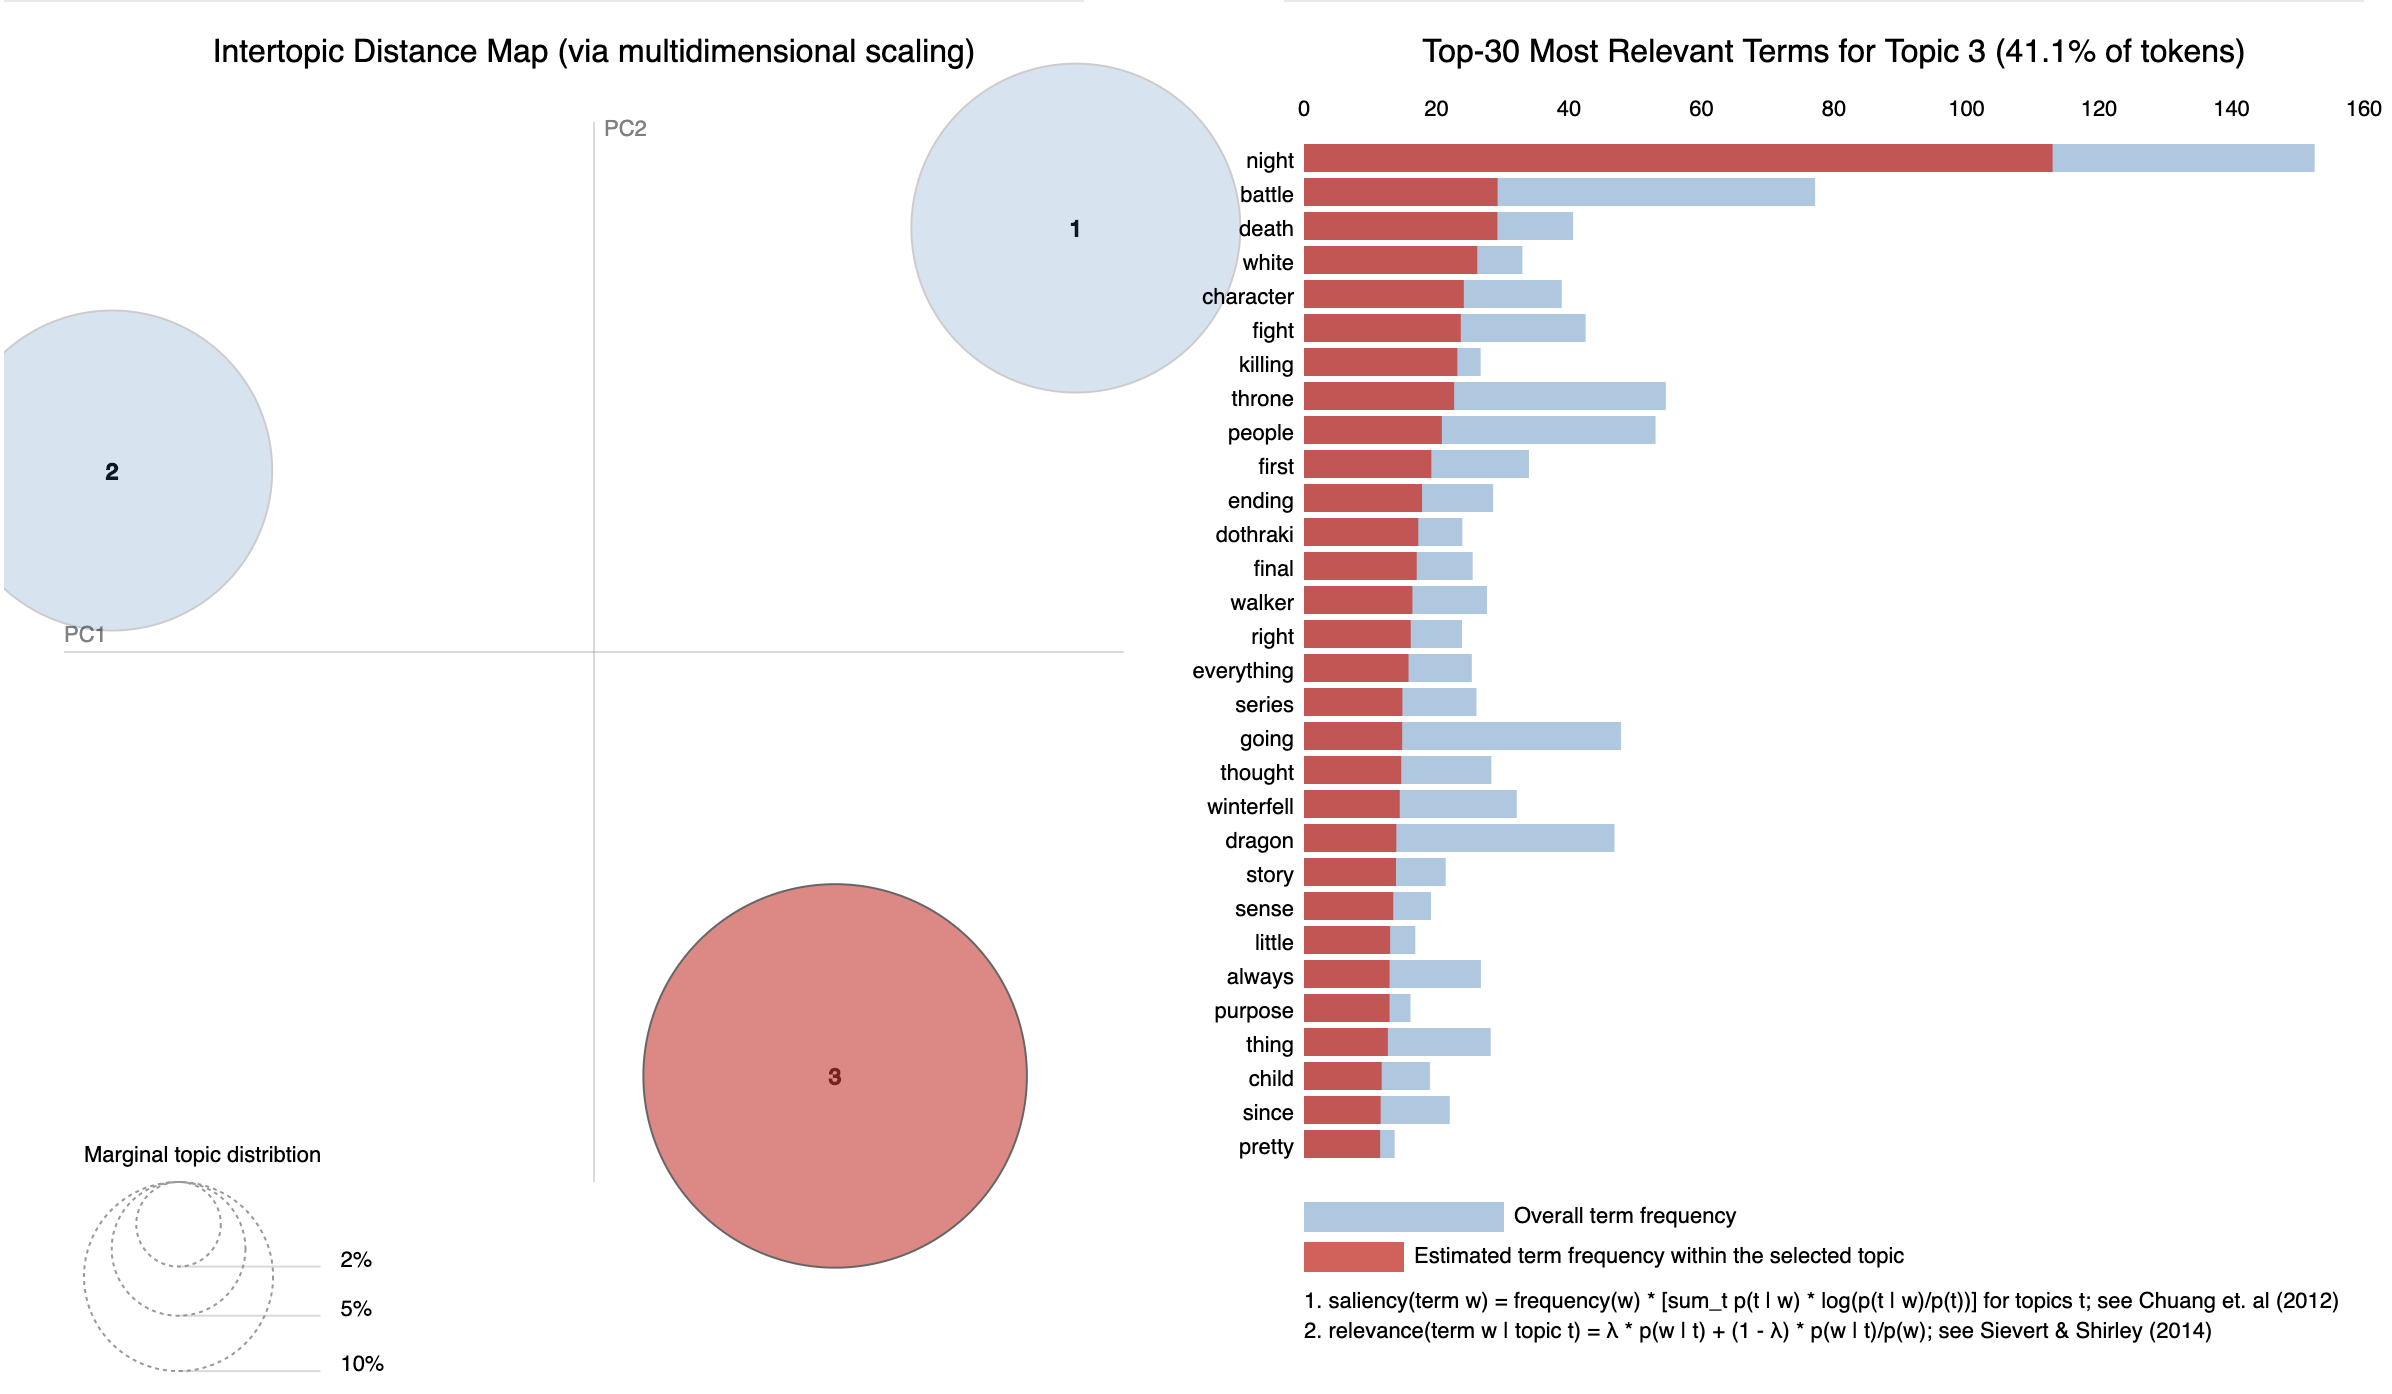 Intertopic Distance Map (via multidimensional scaling)
PC2
1
2
PC1
3
Marginal topic distribtion
2%
5%
10%
Top-30 Most Relevant Terms for Topic 3 (41.1% of tokens)
0 20 40 60 80 100 120 140 160
night
battle
death
white
character
fight
killing
throne
people
first
ending
dothraki
final
walker
right
everything
series
going
thought
winterfell
dragon
story
sense
little
always
purpose
thing
child
since
pretty
Overall term frequency
Estimated term frequency within the selected topic
1. saliency(term w) = frequency(w) * [sum_t p(t | w) * log(p(t | w)/p(t))] for topics t; see Chuang et. al (2012)
2. relevance(term w | topic t) = λ * p(w | t) + (1 - λ) * p(w | t)/p(w); see Sievert & Shirley (2014)